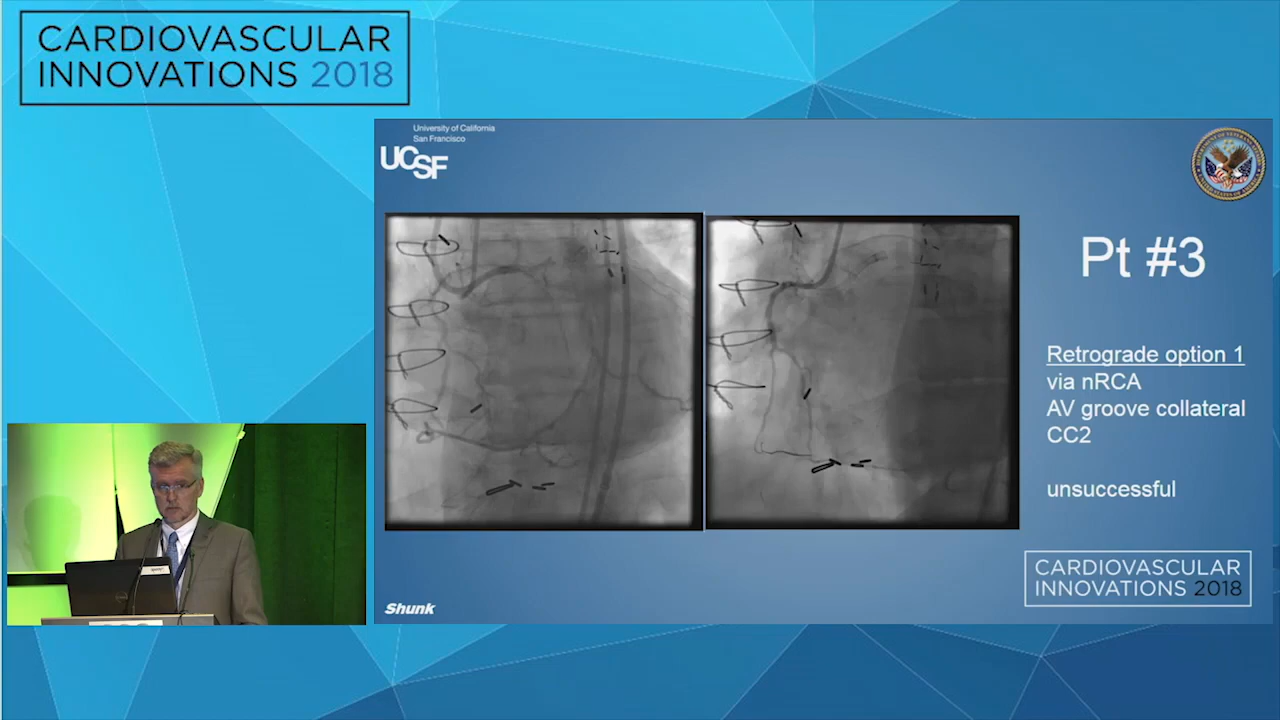 CARDIOVASCULAR
INNOVATIONS 2018
University of California
San Francisco
UCSF
Pt #3
Retrograde option 1
via nRCA
AV groove collateral
CC2
unsuccessful
CARDIOVASCULAR
INNOVATIONS 2018
Shunk